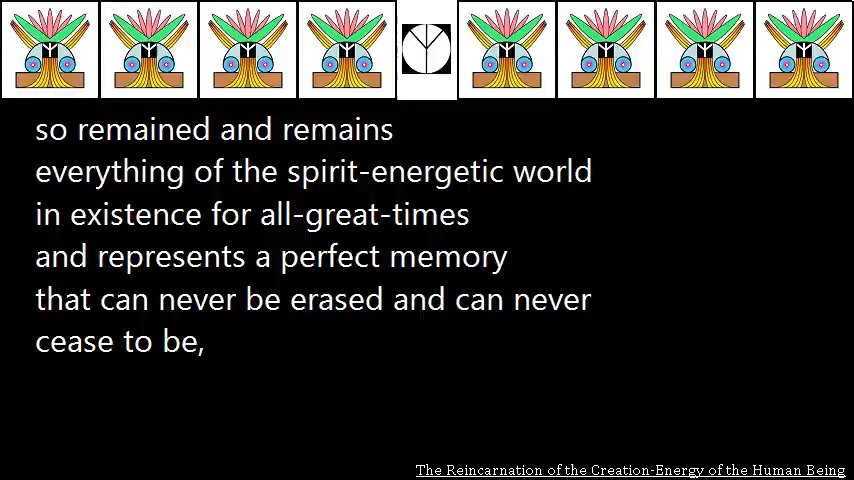 so remained and remains
everything of the spirit-energetic world
in existence for all-great-times
and represents a perfect memory
that can never be erased and can never
cease to be,
The Reincarnation of the Creation-Energy of the Human Being